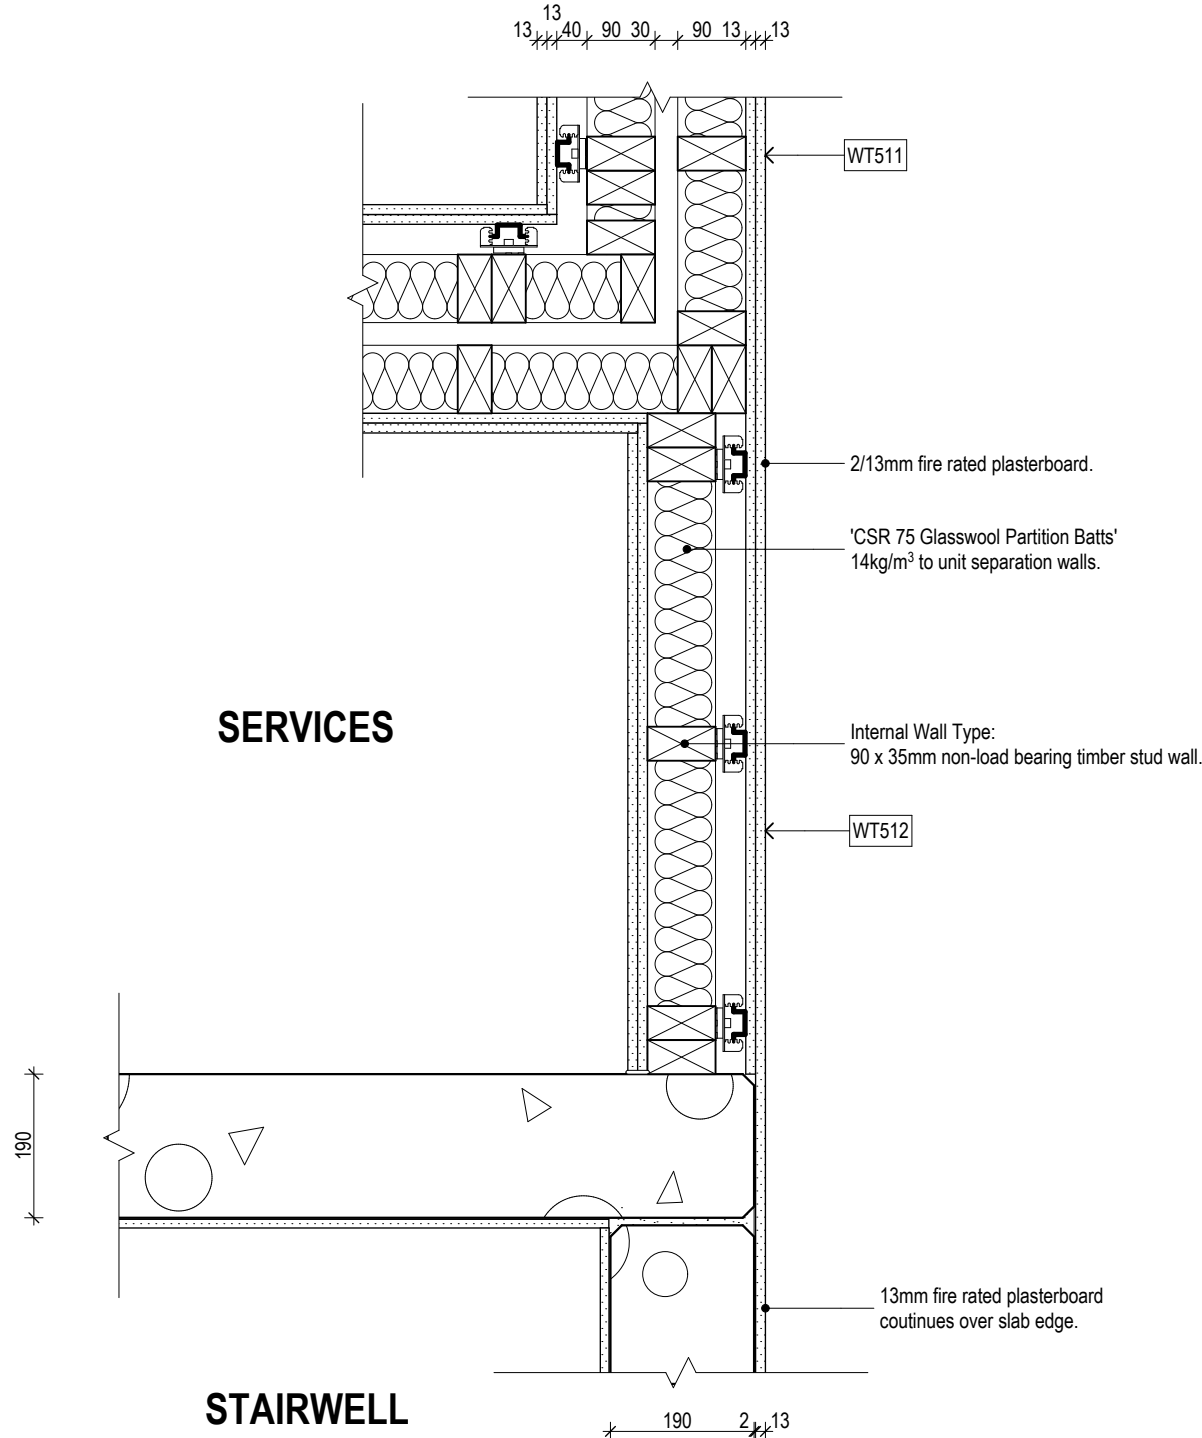 13
13 40 90 30 90 13 13
WT511
2/13mm fire rated plasterboard.
'CSR 75 Glasswool Partition Batts'
14kg/m³ to unit separation walls.
SERVICES
Internal Wall Type:
90 x 35mm non-load bearing timber stud wall.
WT512
190
13mm fire rated plasterboard
coutinues over slab edge.
STAIRWELL
190 2 13